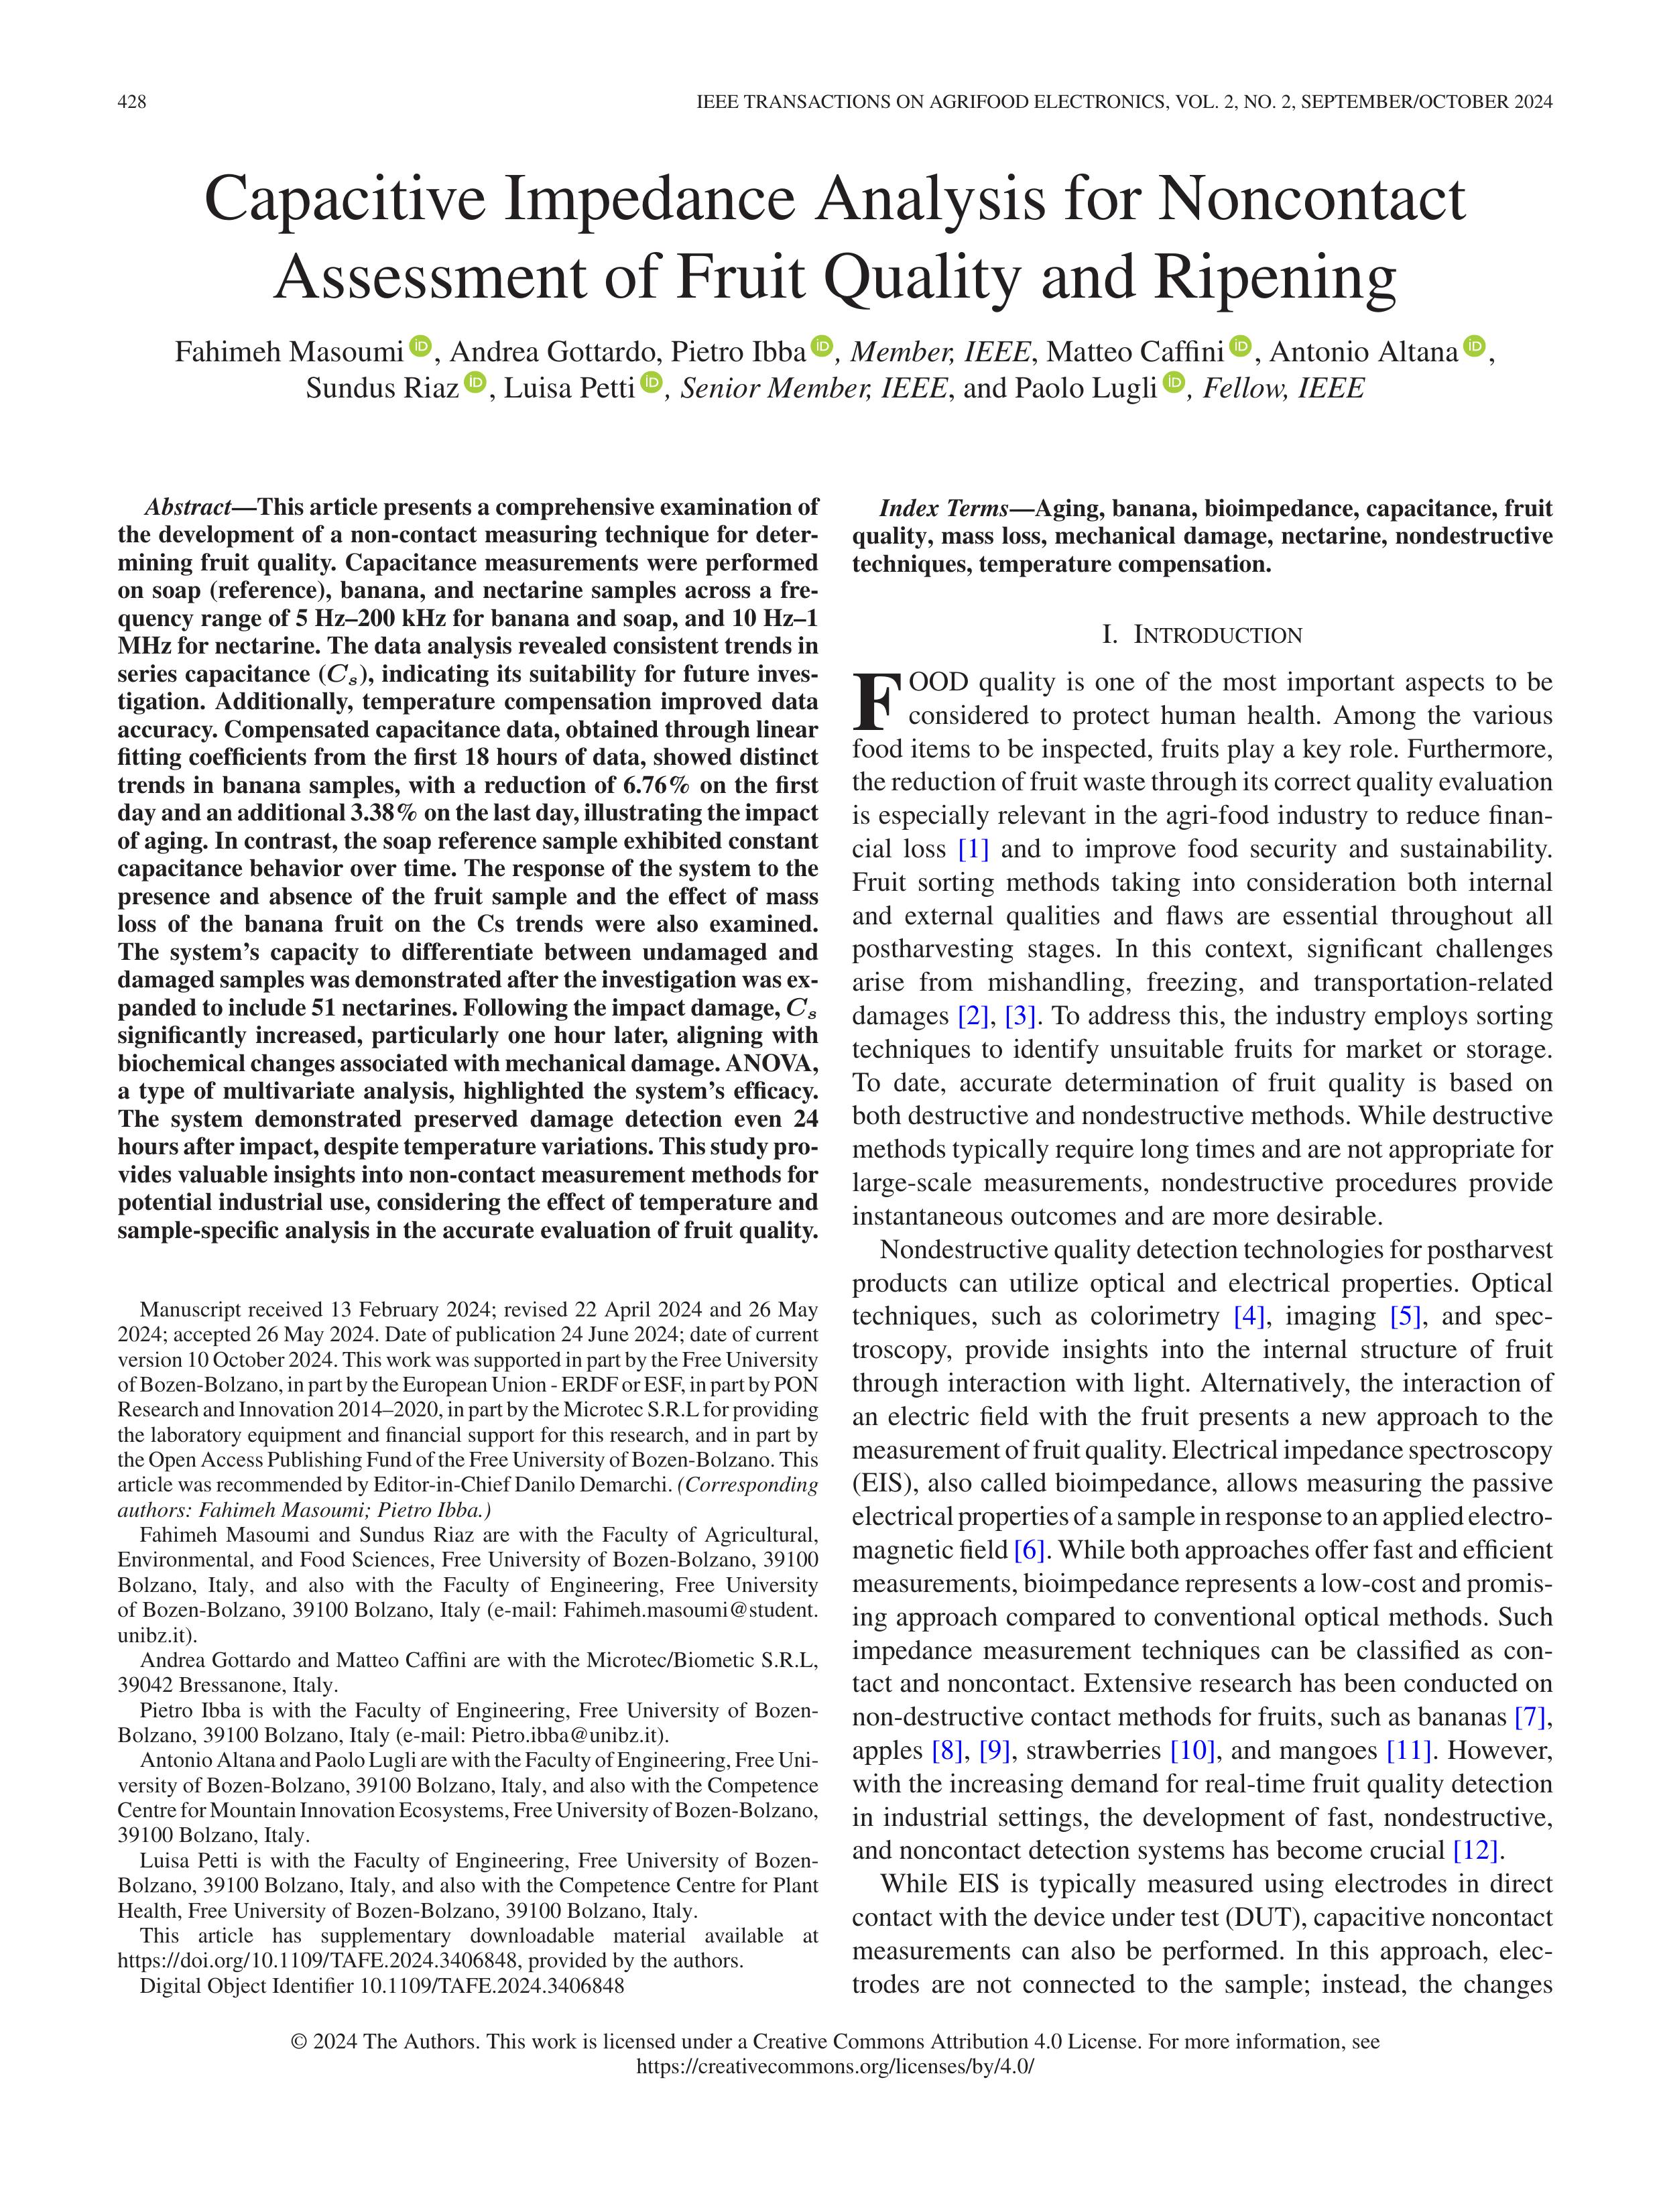 428
IEEE TRANSACTIONS ON AGRIFOOD ELECTRONICS, VOL. 2, NO. 2, SEPTEMBER/OCTOBER 2024
Capacitive Impedance Analysis for Noncontact
Assessment of Fruit Quality and Ripening
Fahimeh Masoumi, Andrea Gottardo, Pietro Ibba, Member, IEEE, Matteo Caffini, Antonio Altana,
Sundus Riaz, Luisa Petti, Senior Member, IEEE, and Paolo Lugli, Fellow, IEEE
Abstract—This article presents a comprehensive examination of
the development of a non-contact measuring technique for deter-
mining fruit quality. Capacitance measurements were performed
on soap (reference), banana, and nectarine samples across a fre-
quency range of 5 Hz–200 kHz for banana and soap, and 10 Hz–1
MHz for nectarine. The data analysis revealed consistent trends in
series capacitance (Cs), indicating its suitability for future inves-
tigation. Additionally, temperature compensation improved data
accuracy. Compensated capacitance data, obtained through linear
fitting coefficients from the first 18 hours of data, showed distinct
trends in banana samples, with a reduction of 6.76% on the first
day and an additional 3.38% on the last day, illustrating the impact
of aging. In contrast, the soap reference sample exhibited constant
capacitance behavior over time. The response of the system to the
presence and absence of the fruit sample and the effect of mass
loss of the banana fruit on the Cs trends were also examined.
The system's capacity to differentiate between undamaged and
damaged samples was demonstrated after the investigation was ex-
panded to include 51 nectarines. Following the impact damage, Cs
significantly increased, particularly one hour later, aligning with
biochemical changes associated with mechanical damage. ANOVA,
a type of multivariate analysis, highlighted the system's efficacy.
The system demonstrated preserved damage detection even 24
hours after impact, despite temperature variations. This study pro-
vides valuable insights into non-contact measurement methods for
potential industrial use, considering the effect of temperature and
sample-specific analysis in the accurate evaluation of fruit quality.
Manuscript received 13 February 2024; revised 22 April 2024 and 26 May
2024; accepted 26 May 2024. Date of publication 24 June 2024; date of current
version 10 October 2024. This work was supported in part by the Free University
of Bozen-Bolzano, in part by the European Union - ERDF or ESF, in part by PON
Research and Innovation 2014–2020, in part by the Microtec S.R.L for providing
the laboratory equipment and financial support for this research, and in part by
the Open Access Publishing Fund of the Free University of Bozen-Bolzano. This
article was recommended by Editor-in-Chief Danilo Demarchi. (Corresponding
authors: Fahimeh Masoumi; Pietro Ibba.)
Fahimeh Masoumi and Sundus Riaz are with the Faculty of Agricultural,
Environmental, and Food Sciences, Free University of Bozen-Bolzano, 39100
Bolzano, Italy, and also with the Faculty of Engineering, Free University
of Bozen-Bolzano, 39100 Bolzano, Italy (e-mail: Fahimeh.masoumi@student.
unibz.it).
Andrea Gottardo and Matteo Caffini are with the Microtec/Biometic S.R.L,
39042 Bressanone, Italy.
Pietro Ibba is with the Faculty of Engineering, Free University of Bozen-
Bolzano, 39100 Bolzano, Italy (e-mail: Pietro.ibba@unibz.it).
Antonio Altana and Paolo Lugli are with the Faculty of Engineering, Free Uni-
versity of Bozen-Bolzano, 39100 Bolzano, Italy, and also with the Competence
Centre for Mountain Innovation Ecosystems, Free University of Bozen-Bolzano,
39100 Bolzano, Italy.
Luisa Petti is with the Faculty of Engineering, Free University of Bozen-
Bolzano, 39100 Bolzano, Italy, and also with the Competence Centre for Plant
Health, Free University of Bozen-Bolzano, 39100 Bolzano, Italy.
This article has supplementary downloadable material available at
https://doi.org/10.1109/TAFE.2024.3406848, provided by the authors.
Digital Object Identifier 10.1109/TAFE.2024.3406848
Index Terms—Aging, banana, bioimpedance, capacitance, fruit
quality, mass loss, mechanical damage, nectarine, nondestructive
techniques, temperature compensation.
I. INTRODUCTION
FOOD quality is one of the most important aspects to be
considered to protect human health. Among the various
food items to be inspected, fruits play a key role. Furthermore,
the reduction of fruit waste through its correct quality evaluation
is especially relevant in the agri-food industry to reduce finan-
cial loss [1] and to improve food security and sustainability.
Fruit sorting methods taking into consideration both internal
and external qualities and flaws are essential throughout all
postharvesting stages. In this context, significant challenges
arise from mishandling, freezing, and transportation-related
damages [2], [3]. To address this, the industry employs sorting
techniques to identify unsuitable fruits for market or storage.
To date, accurate determination of fruit quality is based on
both destructive and nondestructive methods. While destructive
methods typically require long times and are not appropriate for
large-scale measurements, nondestructive procedures provide
instantaneous outcomes and are more desirable.
Nondestructive quality detection technologies for postharvest
products can utilize optical and electrical properties. Optical
techniques, such as colorimetry [4], imaging [5], and spec-
troscopy, provide insights into the internal structure of fruit
through interaction with light. Alternatively, the interaction of
an electric field with the fruit presents a new approach to the
measurement of fruit quality. Electrical impedance spectroscopy
(EIS), also called bioimpedance, allows measuring the passive
electrical properties of a sample in response to an applied electro-
magnetic field [6]. While both approaches offer fast and efficient
measurements, bioimpedance represents a low-cost and promis-
ing approach compared to conventional optical methods. Such
impedance measurement techniques can be classified as con-
tact and noncontact. Extensive research has been conducted on
non-destructive contact methods for fruits, such as bananas [7],
apples [8], [9], strawberries [10], and mangoes [11]. However,
with the increasing demand for real-time fruit quality detection
in industrial settings, the development of fast, nondestructive,
and noncontact detection systems has become crucial [12].
While EIS is typically measured using electrodes in direct
contact with the device under test (DUT), capacitive noncontact
measurements can also be performed. In this approach, elec-
trodes are not connected to the sample; instead, the changes
© 2024 The Authors. This work is licensed under a Creative Commons Attribution 4.0 License. For more information, see
https://creativecommons.org/licenses/by/4.0/